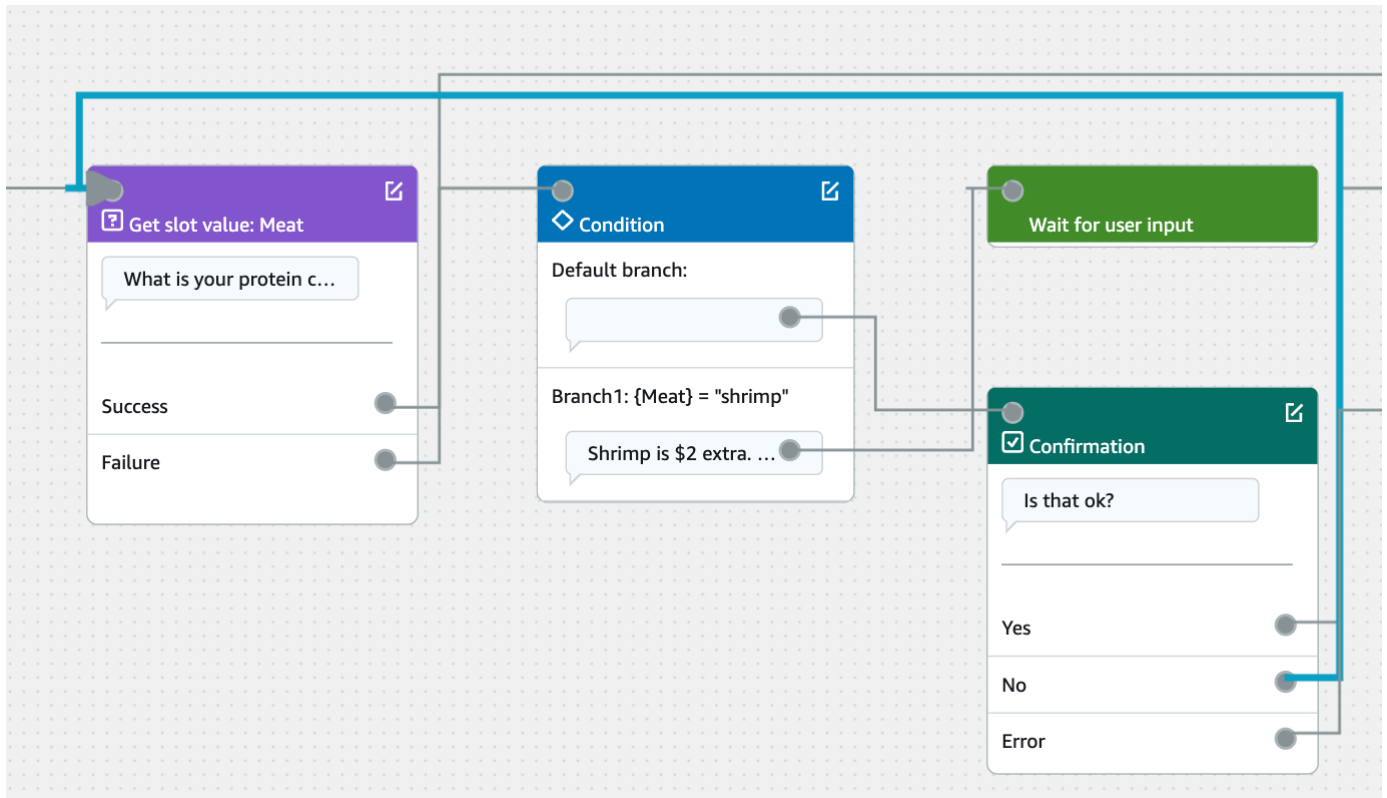 Get slot value: Meat
What is your protein c...
Success
Failure
Condition
Default branch:
Branch1: {Meat} = "shrimp"
Shrimp is $2 extra. ...
Wait for user input
Confirmation
Is that ok?
Yes
No
Error